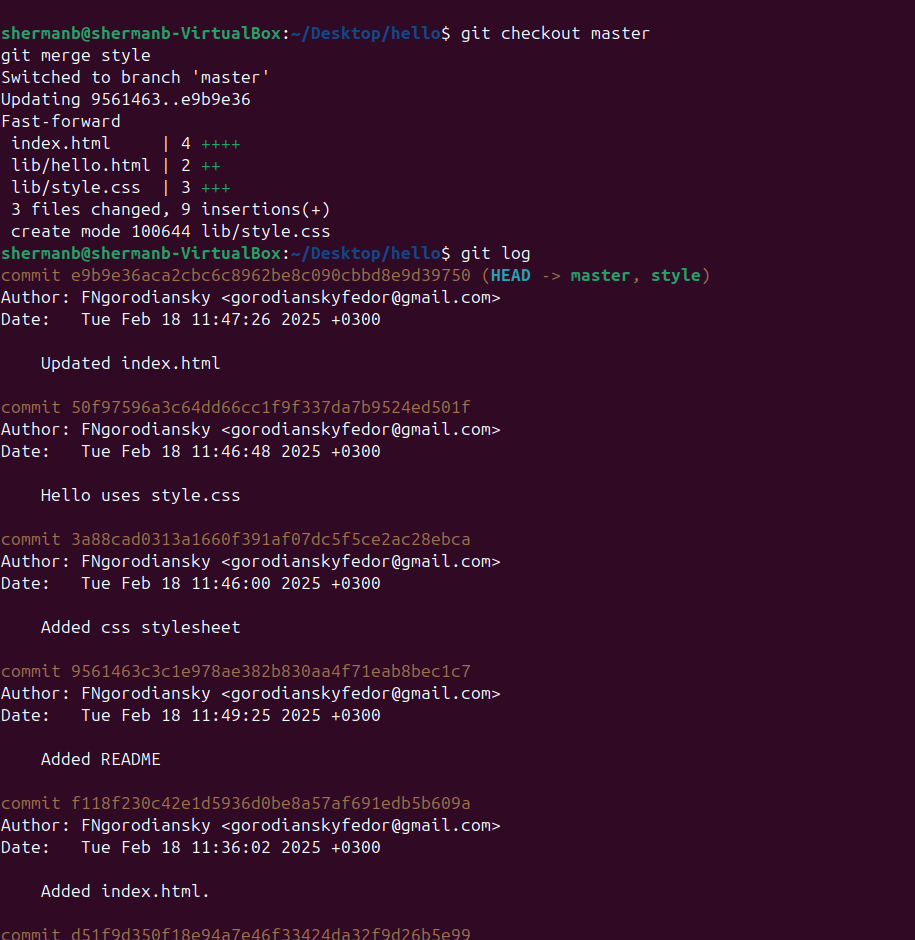 shermanb@shermanb-VirtualBox:~/Desktop/hello$ git checkout master
git merge style
Switched to branch 'master'
Updating 9561463..e9b9e36
Fast-forward
 index.html     | 4 ++++
 lib/hello.html | 2 ++
 lib/style.css  | 3 +++
 3 files changed, 9 insertions(+)
 create mode 100644 lib/style.css
shermanb@shermanb-VirtualBox:~/Desktop/hello$ git log
commit e9b9e36aca2cbc6c8962be8c090cbbd8e9d39750 (HEAD -> master, style)
Author: FNgorodiansky <gorodianskyfedor@gmail.com>
Date:   Tue Feb 18 11:47:26 2025 +0300

    Updated index.html

commit 50f97596a3c64dd66cc1f9f337da7b9524ed501f
Author: FNgorodiansky <gorodianskyfedor@gmail.com>
Date:   Tue Feb 18 11:46:48 2025 +0300

    Hello uses style.css

commit 3a88cad0313a1660f391af07dc5f5ce2ac28ebca
Author: FNgorodiansky <gorodianskyfedor@gmail.com>
Date:   Tue Feb 18 11:46:00 2025 +0300

    Added css stylesheet

commit 9561463c3c1e978ae382b830aa4f71eab8bec1c7
Author: FNgorodiansky <gorodianskyfedor@gmail.com>
Date:   Tue Feb 18 11:49:25 2025 +0300

    Added README

commit f118f230c42e1d5936d0be8a57af691edb5b609a
Author: FNgorodiansky <gorodianskyfedor@gmail.com>
Date:   Tue Feb 18 11:36:02 2025 +0300

    Added index.html.

commit d51f9d350f18e94a7e46f33424da32f9d26b5e99